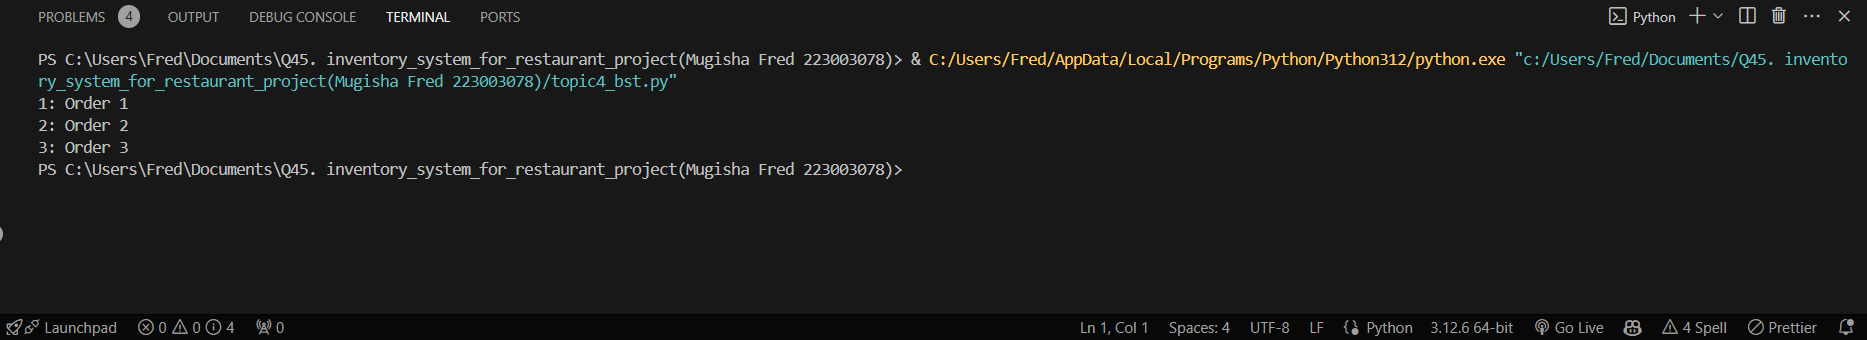 PROBLEMS 4 OUTPUT DEBUG CONSOLE TERMINAL PORTS Python
PS C:\Users\Fred\Documents\Q45. inventory_system_for_restaurant_project(Mugisha Fred 223003078)> & C:/Users/Fred/AppData/Local/Programs/Python/Python312/python.exe "c:/Users/Fred/Documents/Q45. invento
ry_system_for_restaurant_project(Mugisha Fred 223003078)/topic4_bst.py"
1: Order 1
2: Order 2
3: Order 3
PS C:\Users\Fred\Documents\Q45. inventory_system_for_restaurant_project(Mugisha Fred 223003078)>
Launchpad 0 0 4 0 Ln 1, Col 1 Spaces: 4 UTF-8 LF Python 3.12.6 64-bit Go Live 4 Spell Prettier